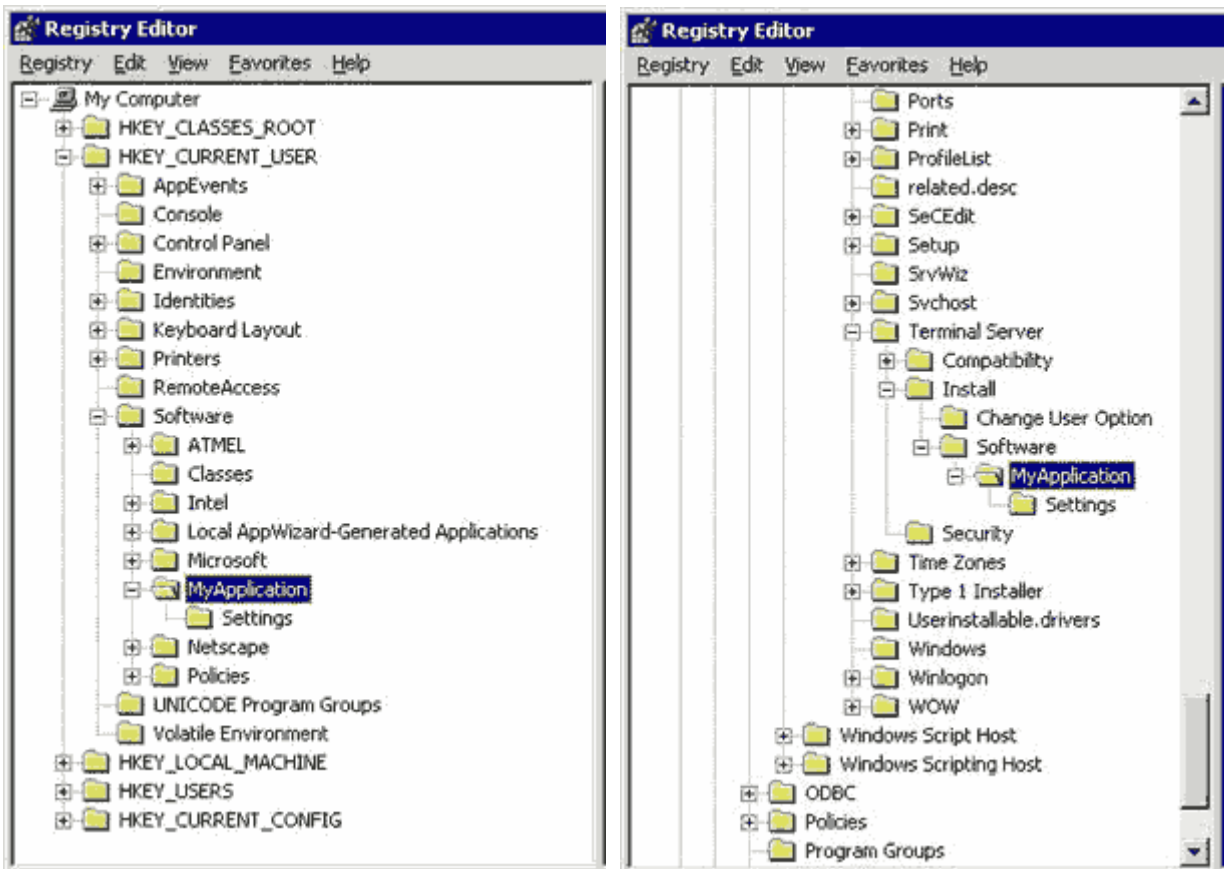 Registry Editor
Registry Edit View Favorites Help
My Computer
HKEY_CLASSES_ROOT
HKEY_CURRENT_USER
AppEvents
Console
Control Panel
Environment
Identities
Keyboard Layout
Printers
RemoteAccess
Software
ATMEL
Classes
Intel
Local AppWizard-Generated Applications
Microsoft
MyApplication
Settings
Netscape
Policies
UNICODE Program Groups
Volatile Environment
HKEY_LOCAL_MACHINE
HKEY_USERS
HKEY_CURRENT_CONFIG
Registry Editor
Registry Edit View Favorites Help
Ports
Print
ProfileList
related.desc
SeCEdit
Setup
SrvWiz
Svchost
Terminal Server
Compatibility
Install
Change User Option
Software
MyApplication
Settings
Security
Time Zones
Type 1 Installer
Userinstallable.drivers
Windows
Winlogon
WOW
Windows Script Host
Windows Scripting Host
ODBC
Policies
Program Groups